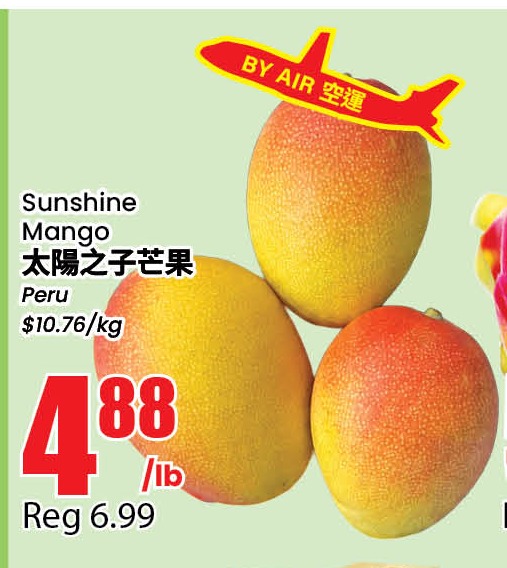 BY AIR 空運
Sunshine
Mango
太陽之子芒果
Peru
$10.76/kg
4.88
/lb
Reg 6.99